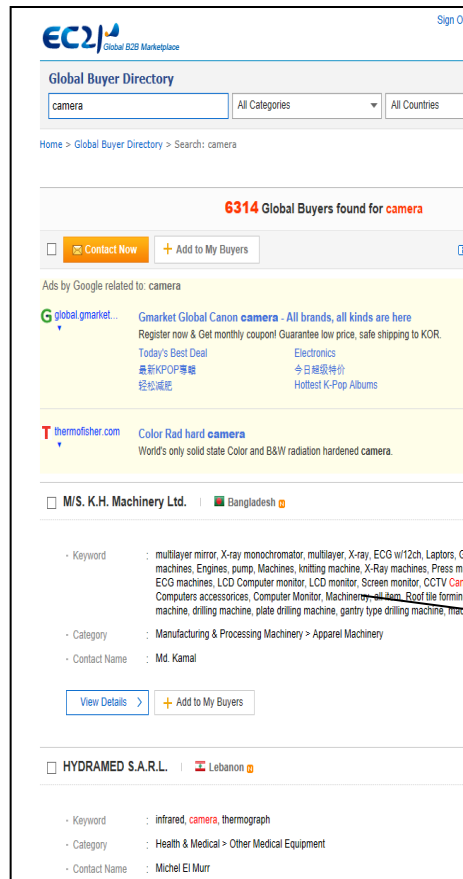 Sign O
EC21 Global B2B Marketplace
Global Buyer Directory
camera All Categories All Countries
Home > Global Buyer Directory > Search: camera
6314 Global Buyers found for camera
Contact Now + Add to My Buyers
Ads by Google related to: camera
G global.gmarket... Gmarket Global Canon camera - All brands, all kinds are here
Register now & Get monthly coupon! Guarantee low price, safe shipping to KOR.
Today's Best Deal Electronics
最新KPOP專輯 今日超级特价
轻松减肥 Hottest K-Pop Albums
T thermofisher.com Color Rad hard camera
World's only solid state Color and B&W radiation hardened camera.
M/S. K.H. Machinery Ltd. Bangladesh
· Keyword : multilayer mirror, X-ray monochromator, multilayer, X-ray, ECG w/12ch, Laptors, G
machines, Engines, pump, Machines, knitting machine, X-Ray machines, Press m
ECG machines, LCD Computer monitor, LCD monitor, Screen monitor, CCTV Car
Computers accessorices, Computer Monitor, Machineruy, all item, Roof tile formin
machine, drilling machine, plate drilling machine, gantry type drilling machine, mac
· Category : Manufacturing & Processing Machinery > Apparel Machinery
· Contact Name : Md. Kamal
View Details > + Add to My Buyers
HYDRAMED S.A.R.L. Lebanon
· Keyword : infrared, camera, thermograph
· Category : Health & Medical > Other Medical Equipment
· Contact Name : Michel El Murr